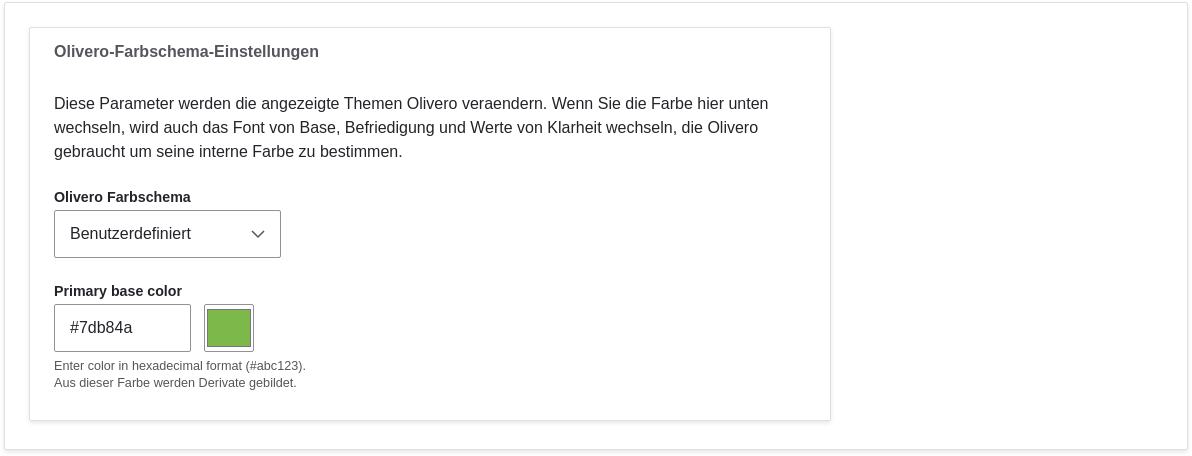 Olivero-Farbschema-Einstellungen
Diese Parameter werden die angezeigte Themen Olivero veraendern. Wenn Sie die Farbe hier unten
wechseln, wird auch das Font von Base, Befriedigung und Werte von Klarheit wechseln, die Olivero
gebraucht um seine interne Farbe zu bestimmen.
Olivero Farbschema
Benutzerdefiniert
Primary base color
#7db84a
Enter color in hexadecimal format (#abc123).
Aus dieser Farbe werden Derivate gebildet.